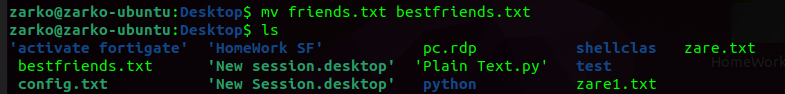 zarko@zarko-ubuntu:Desktop$ mv friends.txt bestfriends.txt
zarko@zarko-ubuntu:Desktop$ ls
'activate fortigate' 'HomeWork SF' pc.rdp shellclas zare.txt
bestfriends.txt 'New session.desktop' 'Plain Text.py' test
config.txt 'New Session.desktop' python zare1.txt
HomeWork